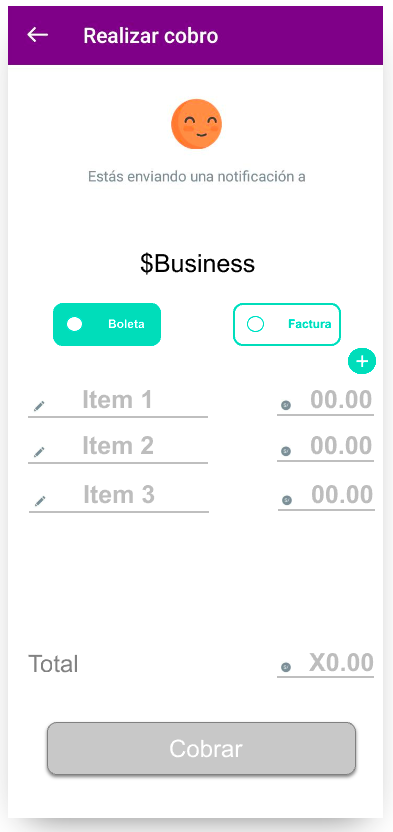 Realizar cobro
Estás enviando una notificación a
$Business
Boleta Factura
+
Item 1 00.00
Item 2 00.00
Item 3 00.00
Total X0.00
Cobrar